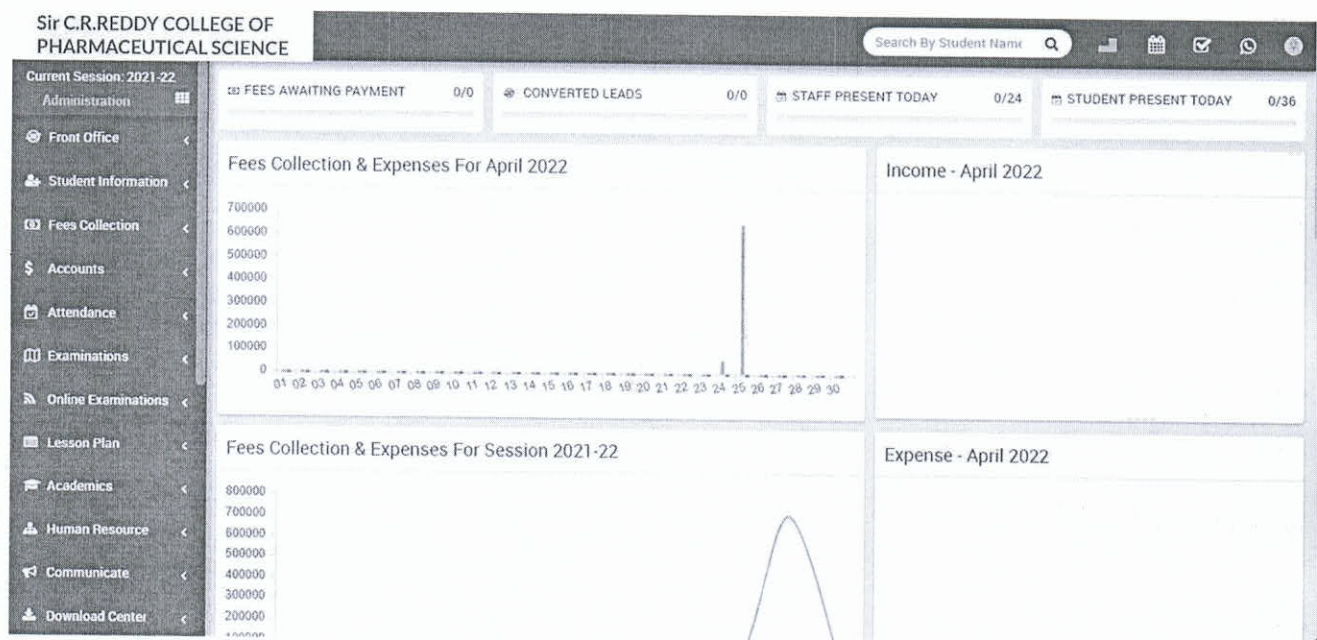 Sir C.R.REDDY COLLEGE OF
PHARMACEUTICAL SCIENCE
Search By Student Name
Current Session: 2021-22
Administration
Front Office
Student Information
Fees Collection
$ Accounts
Attendance
Examinations
Online Examinations
Lesson Plan
Academics
Human Resource
Communicate
Download Center
FEES AWAITING PAYMENT 0/0
CONVERTED LEADS 0/0
STAFF PRESENT TODAY 0/24
STUDENT PRESENT TODAY 0/36
Fees Collection & Expenses For April 2022
700000
600000
500000
400000
300000
200000
100000
0
01 02 03 04 05 06 07 08 09 10 11 12 13 14 15 16 17 18 19 20 21 22 23 24 25 26 27 28 29 30
Income - April 2022
Fees Collection & Expenses For Session 2021-22
800000
700000
600000
500000
400000
300000
200000
100000
Expense - April 2022